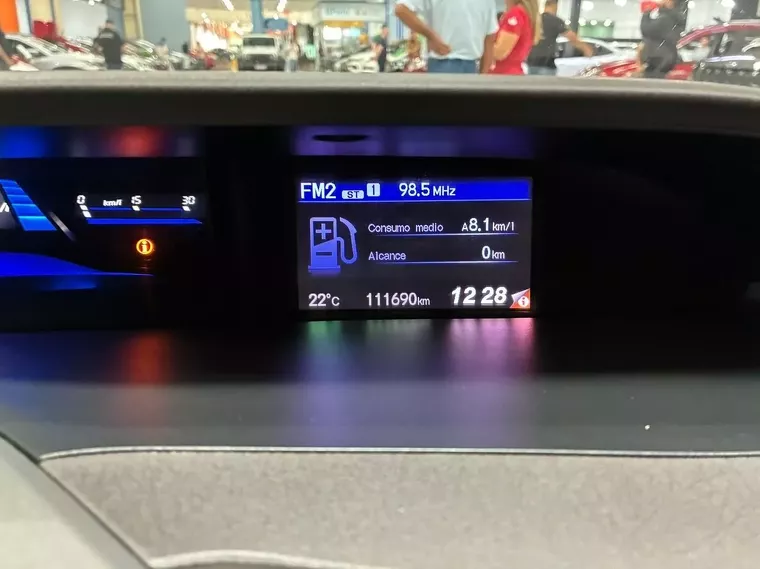 FM2 ST 1 98.5 MHz
0 km/l 15 30
Consumo medio A8.1 km/l
Alcance 0 km
22°C 111690 km 12 28